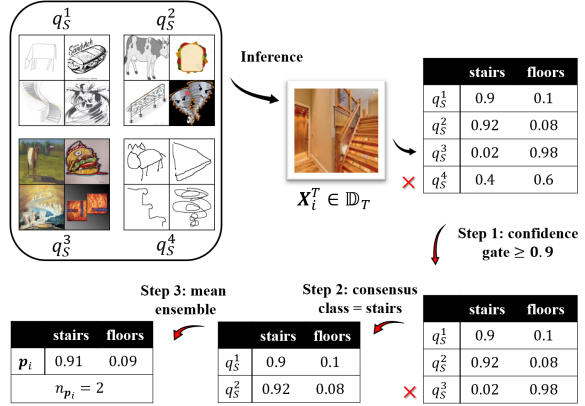 q_S^1 q_S^2
SANDWICH
q_S^3 q_S^4
Inference
X_i^T ∈ 𝔻_T
stairs floors
q_S^1 0.9 0.1
q_S^2 0.92 0.08
q_S^3 0.02 0.98
q_S^4 0.4 0.6
Step 1: confidence
gate ≥ 0.9
stairs floors
q_S^1 0.9 0.1
q_S^2 0.92 0.08
q_S^3 0.02 0.98
Step 2: consensus
class = stairs
stairs floors
q_S^1 0.9 0.1
q_S^2 0.92 0.08
Step 3: mean
ensemble
stairs floors
p_i 0.91 0.09
n_{p_i} = 2